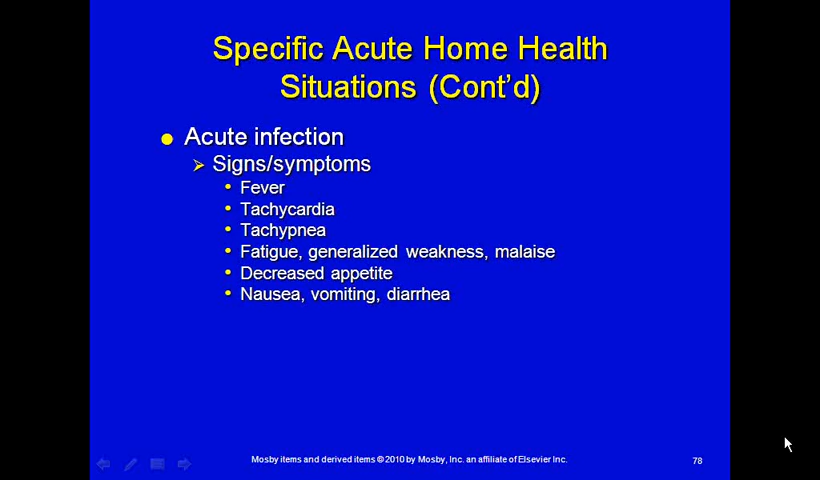 Specific Acute Home Health
Situations (Cont'd)
Acute infection
Signs/symptoms
Fever
Tachycardia
Tachypnea
Fatigue, generalized weakness, malaise
Decreased appetite
Nausea, vomiting, diarrhea
Mosby items and derived items © 2010 by Mosby, Inc. an affiliate of Elsevier Inc.
78